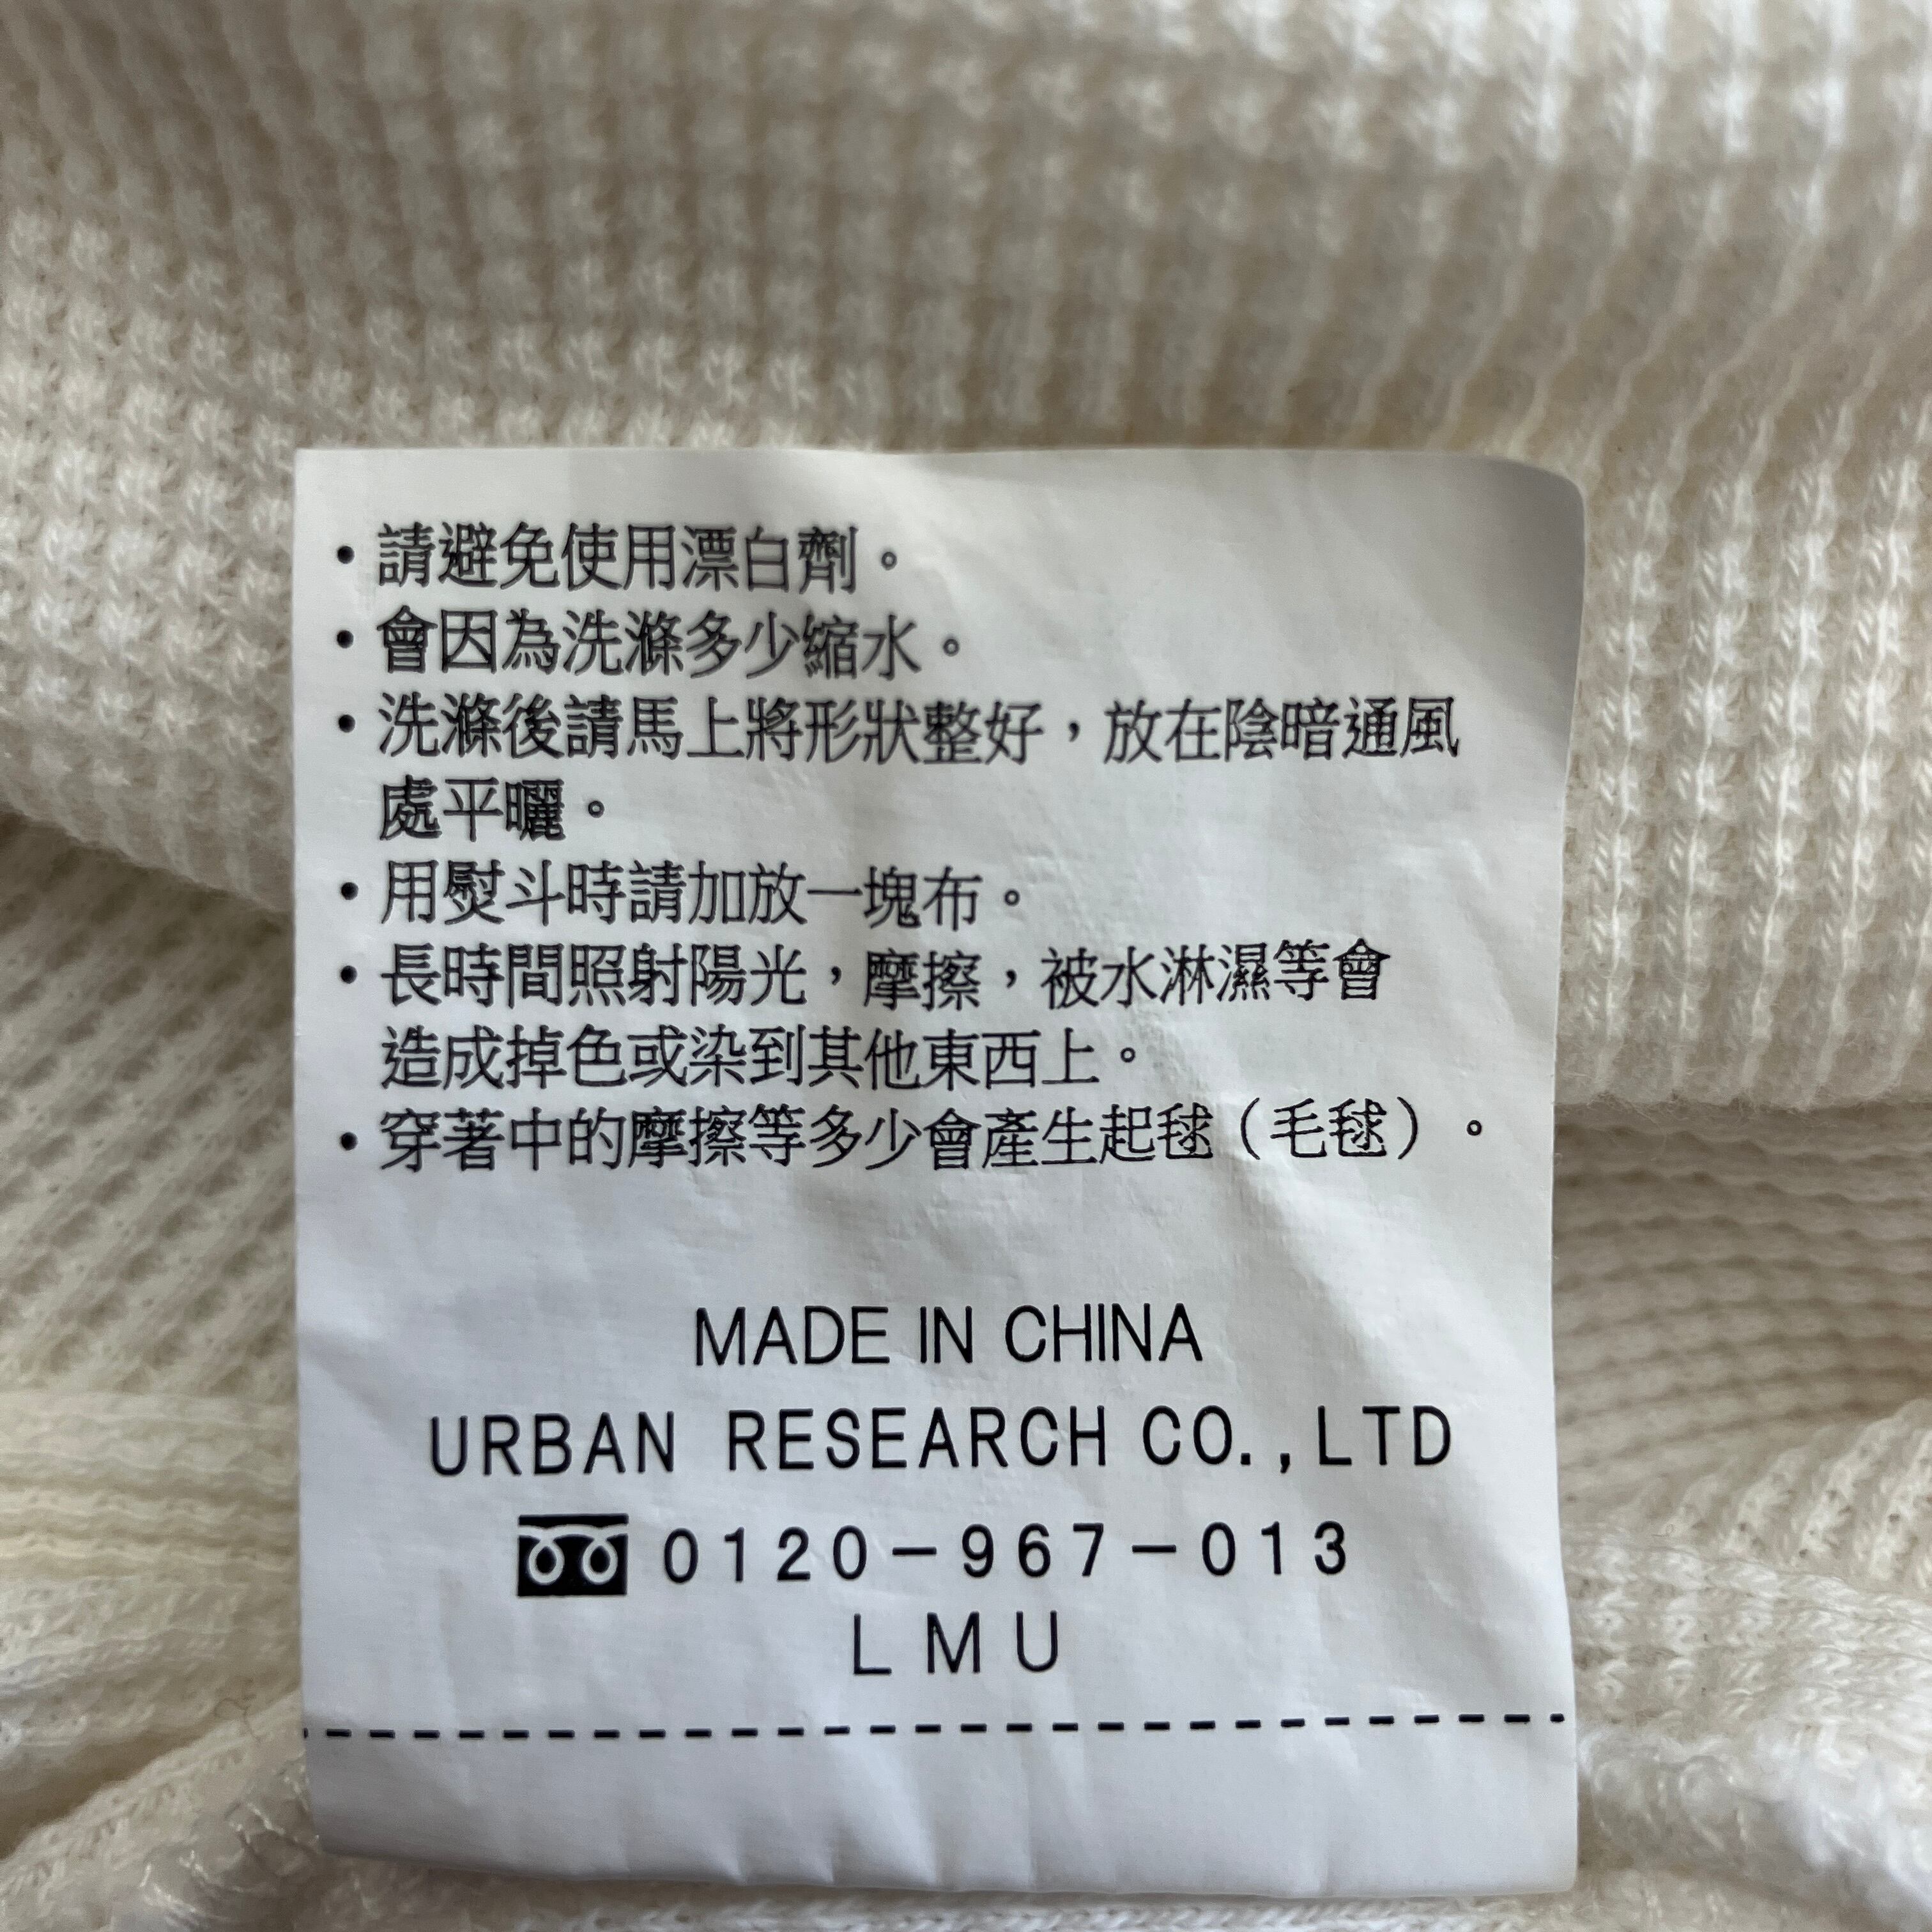 ・請避免使用漂白劑。
・會因為洗滌多少縮水。
・洗滌後請馬上將形狀整好，放在陰暗通風
處平曬。
・用熨斗時請加放一塊布。
・長時間照射陽光，摩擦，被水淋濕等會
造成掉色或染到其他東西上。
・穿著中的摩擦等多少會產生起毬（毛毬）。
MADE IN CHINA
URBAN RESEARCH CO.,LTD
0120-967-013
LMU